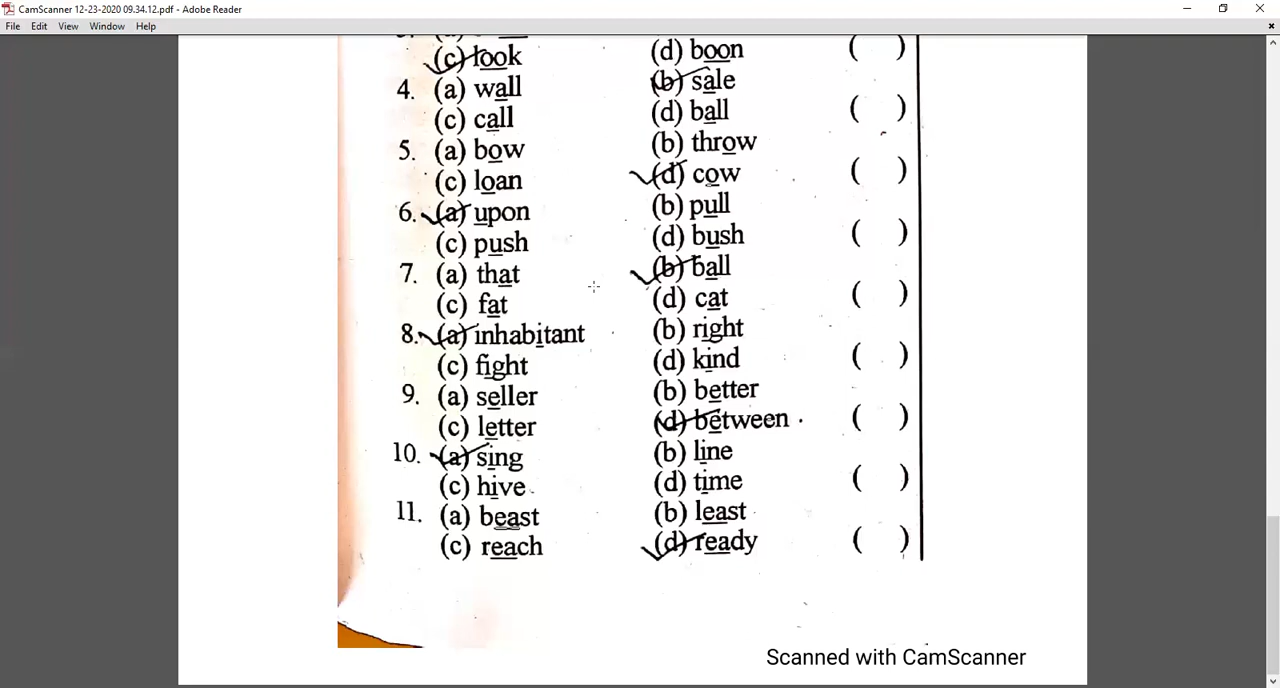 CamScanner 12-23-2020 09.34.12.pdf - Adobe Reader
File Edit View Window Help
(c) look (d) boon ( )
4. (a) wall (b) sale
(c) call (d) ball ( )
5. (a) bow (b) throw
(c) loan (d) cow ( )
6. (a) upon (b) pull
(c) push (d) bush ( )
7. (a) that (b) ball
(c) fat (d) cat ( )
8. (a) inhabitant (b) right
(c) fight (d) kind ( )
9. (a) seller (b) better
(c) letter (d) between ( )
10. (a) sing (b) line
(c) hive (d) time ( )
11. (a) beast (b) least
(c) reach (d) ready ( )
Scanned with CamScanner